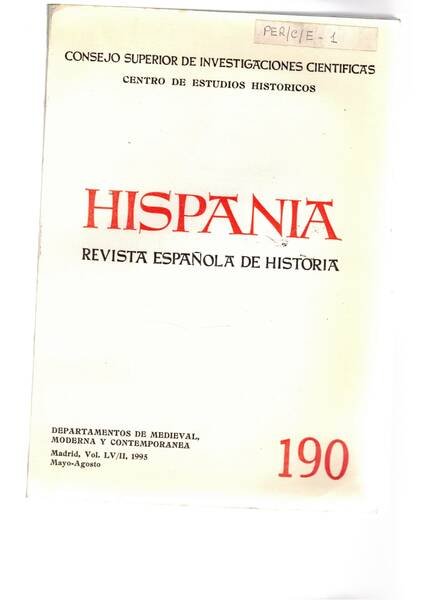 PER/C/E-1
CONSEJO SUPERIOR DE INVESTIGACIONES CIENTIFICAS
CENTRO DE ESTUDIOS HISTORICOS
HISPANIA
REVISTA ESPAÑOLA DE HISTORIA
DEPARTAMENTOS DE MEDIEVAL,
MODERNA Y CONTEMPORANEA
Madrid, Vol. LV/II, 1995
Mayo-Agosto
190